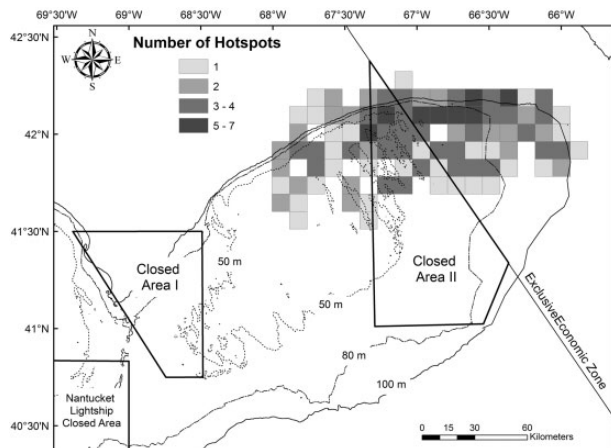 69°30'W 69°W 68°30'W 68°W 67°30'W 67°W 66°30'W 66°W
42°30'N
42°N
41°30'N
41°N
40°30'N
N
W E
S
Number of Hotspots
1
2
3 - 4
5 - 7
Closed
Area I
50 m
Closed
Area II
50 m
80 m
100 m
ExclusiveEconomic Zone
Nantucket
Lightship
Closed Area
0 15 30 60
Kilometers